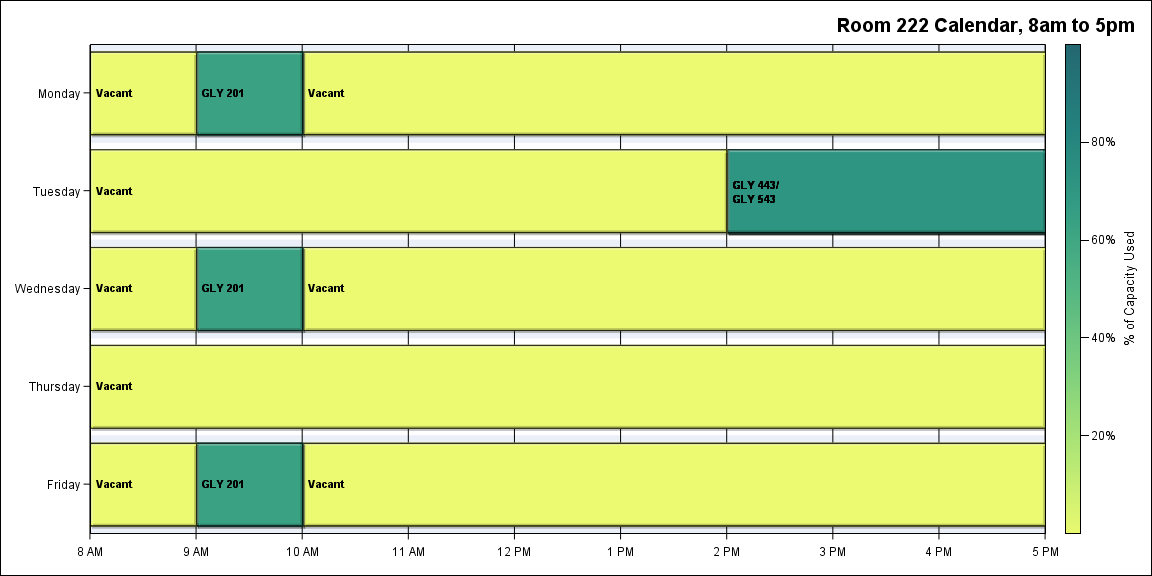 Room 222 Calendar, 8am to 5pm
Monday
Vacant
GLY 201
Vacant
Tuesday
Vacant
GLY 443/
GLY 543
Wednesday
Vacant
GLY 201
Vacant
Thursday
Vacant
Friday
Vacant
GLY 201
Vacant
8 AM
9 AM
10 AM
11 AM
12 PM
1 PM
2 PM
3 PM
4 PM
5 PM
80%
60%
40%
20%
% of Capacity Used